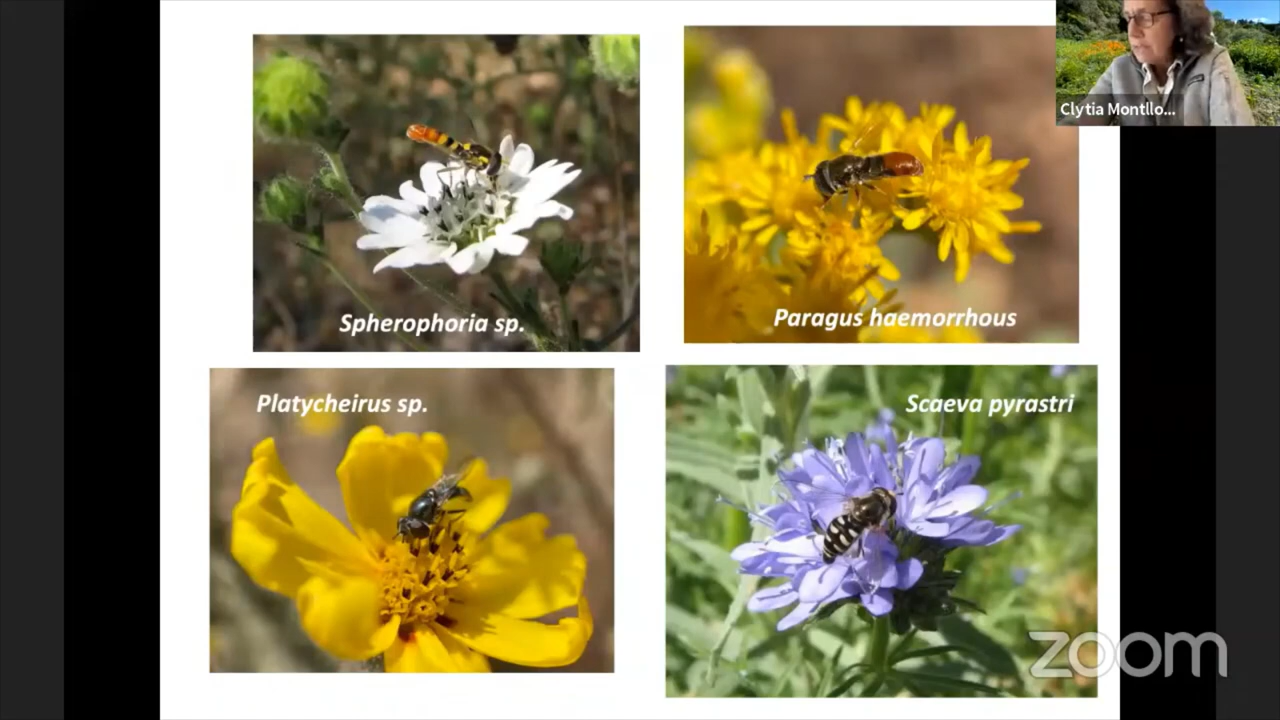 Clytia Montllo...
Spherophoria sp.
Paragus haemorrhous
Platycheirus sp.
Scaeva pyrastri
zoom